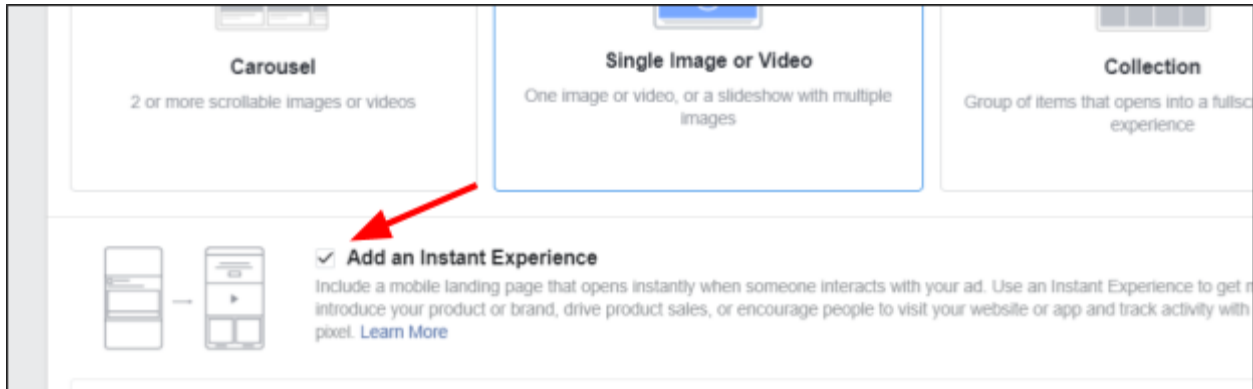 Carousel
2 or more scrollable images or videos
Single Image or Video
One image or video, or a slideshow with multiple
images
Collection
Group of items that opens into a
experience
Add an Instant Experience
Include a mobile landing page that opens instantly when someone interacts with your ad. Use an Instant Experience to get
introduce your product or brand, drive product sales, or encourage people to visit your website or app and track activity with
pixel. Learn More